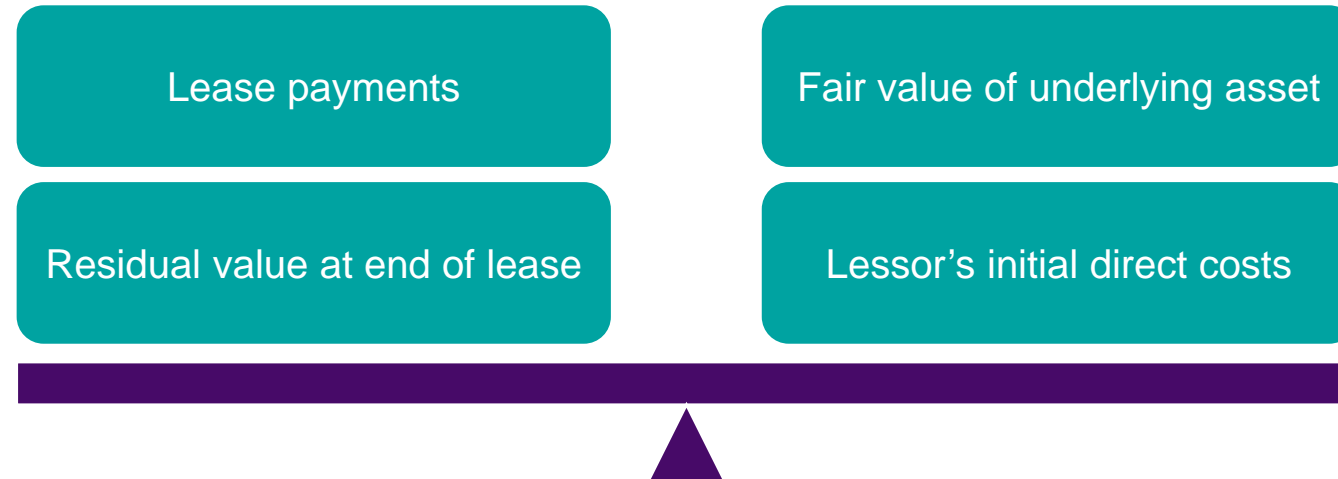 Lease payments
Fair value of underlying asset
Residual value at end of lease
Lessor’s initial direct costs